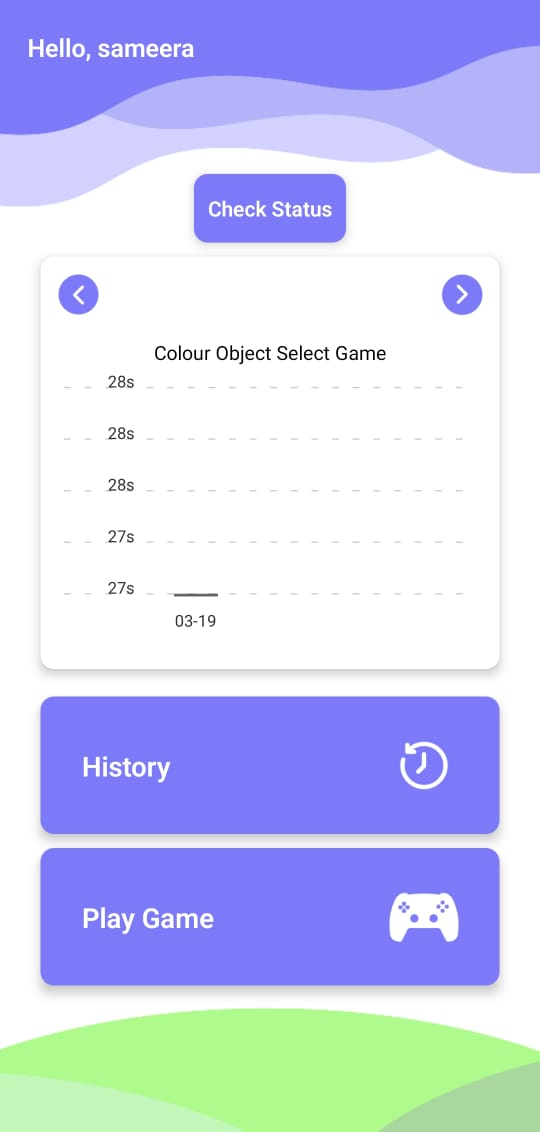 Hello, sameera
Check Status
Colour Object Select Game
28s
28s
28s
27s
27s
03-19
History
Play Game